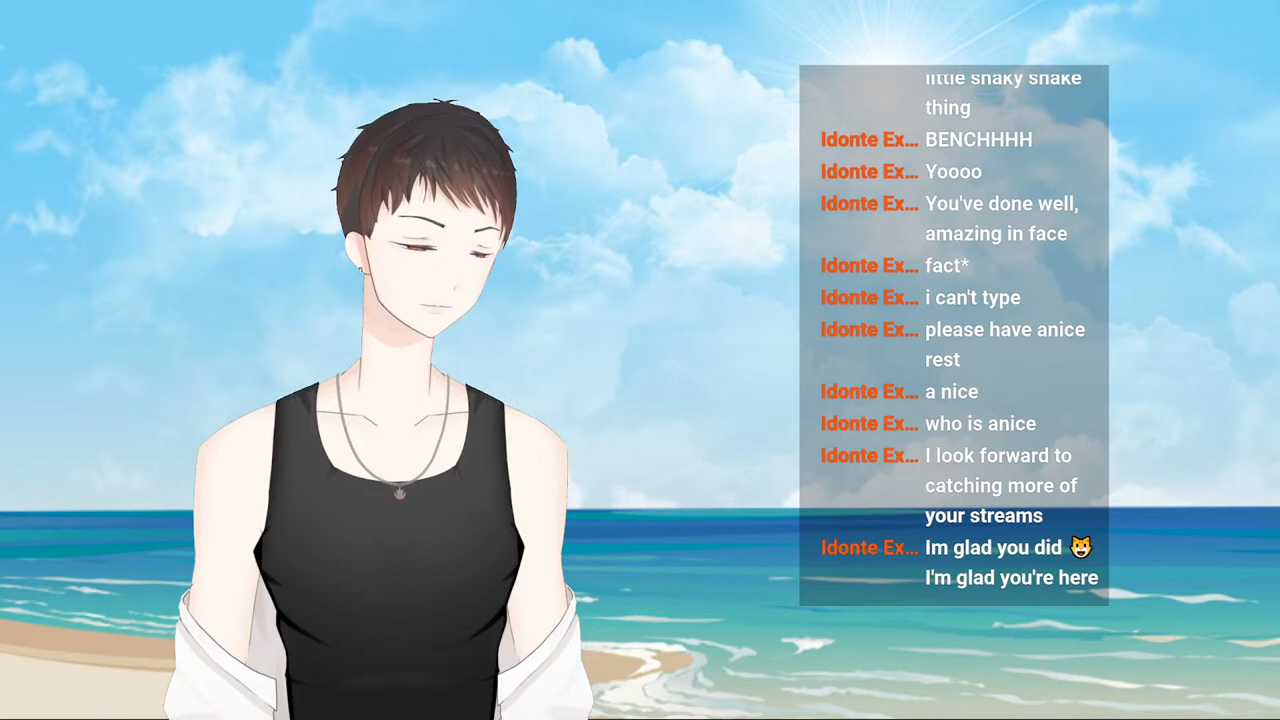 little shaky shake
thing
Idonte Ex... BENCHHHH
Idonte Ex... Yoooo
Idonte Ex... You've done well,
amazing in face
Idonte Ex... fact*
Idonte Ex... i can't type
Idonte Ex... please have anice
rest
Idonte Ex... a nice
Idonte Ex... who is anice
Idonte Ex... I look forward to
catching more of
your streams
Idonte Ex... Im glad you did 😺
I'm glad you're here